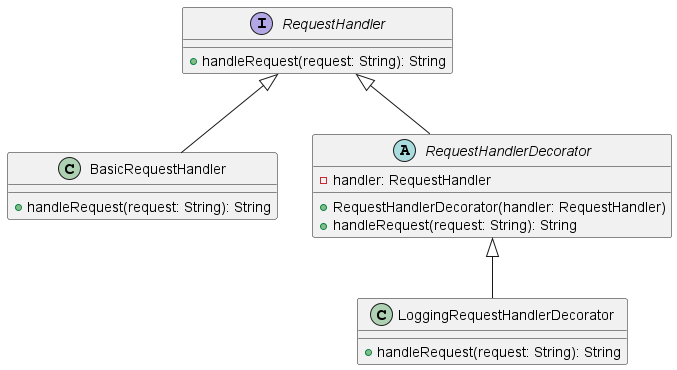 I RequestHandler
handleRequest(request: String): String
C BasicRequestHandler
handleRequest(request: String): String
A RequestHandlerDecorator
handler: RequestHandler
RequestHandlerDecorator(handler: RequestHandler)
handleRequest(request: String): String
C LoggingRequestHandlerDecorator
handleRequest(request: String): String